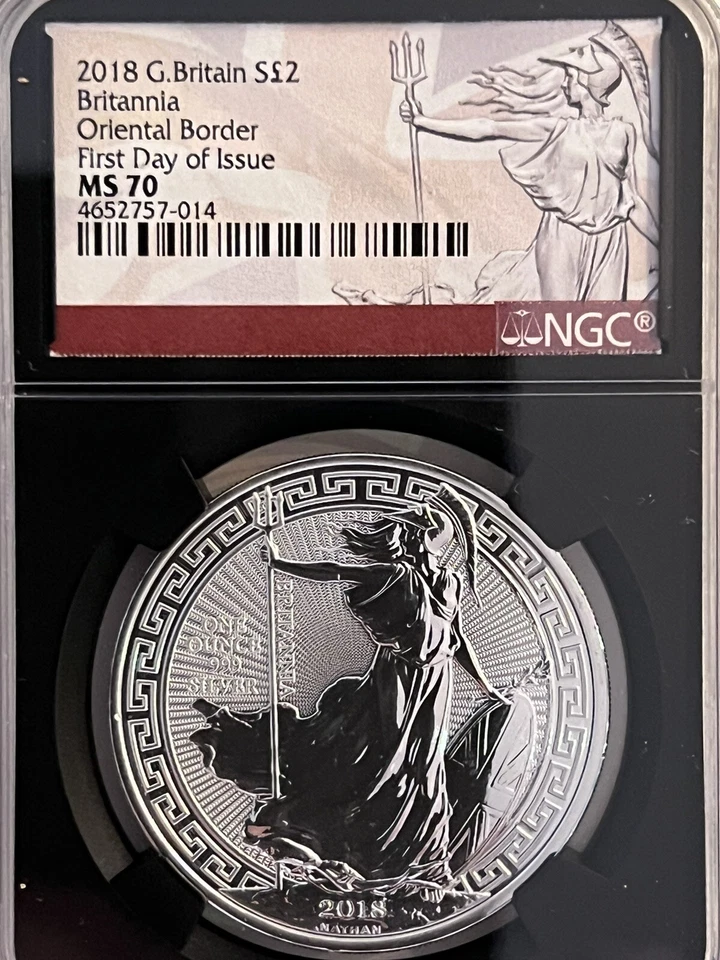 2018 G.Britain S£2
Britannia
Oriental Border
First Day of Issue
MS 70
4652757-014
NGC®
BRITANNIA
ONE
OUNCE
999
SILVER
2018
NATHAN